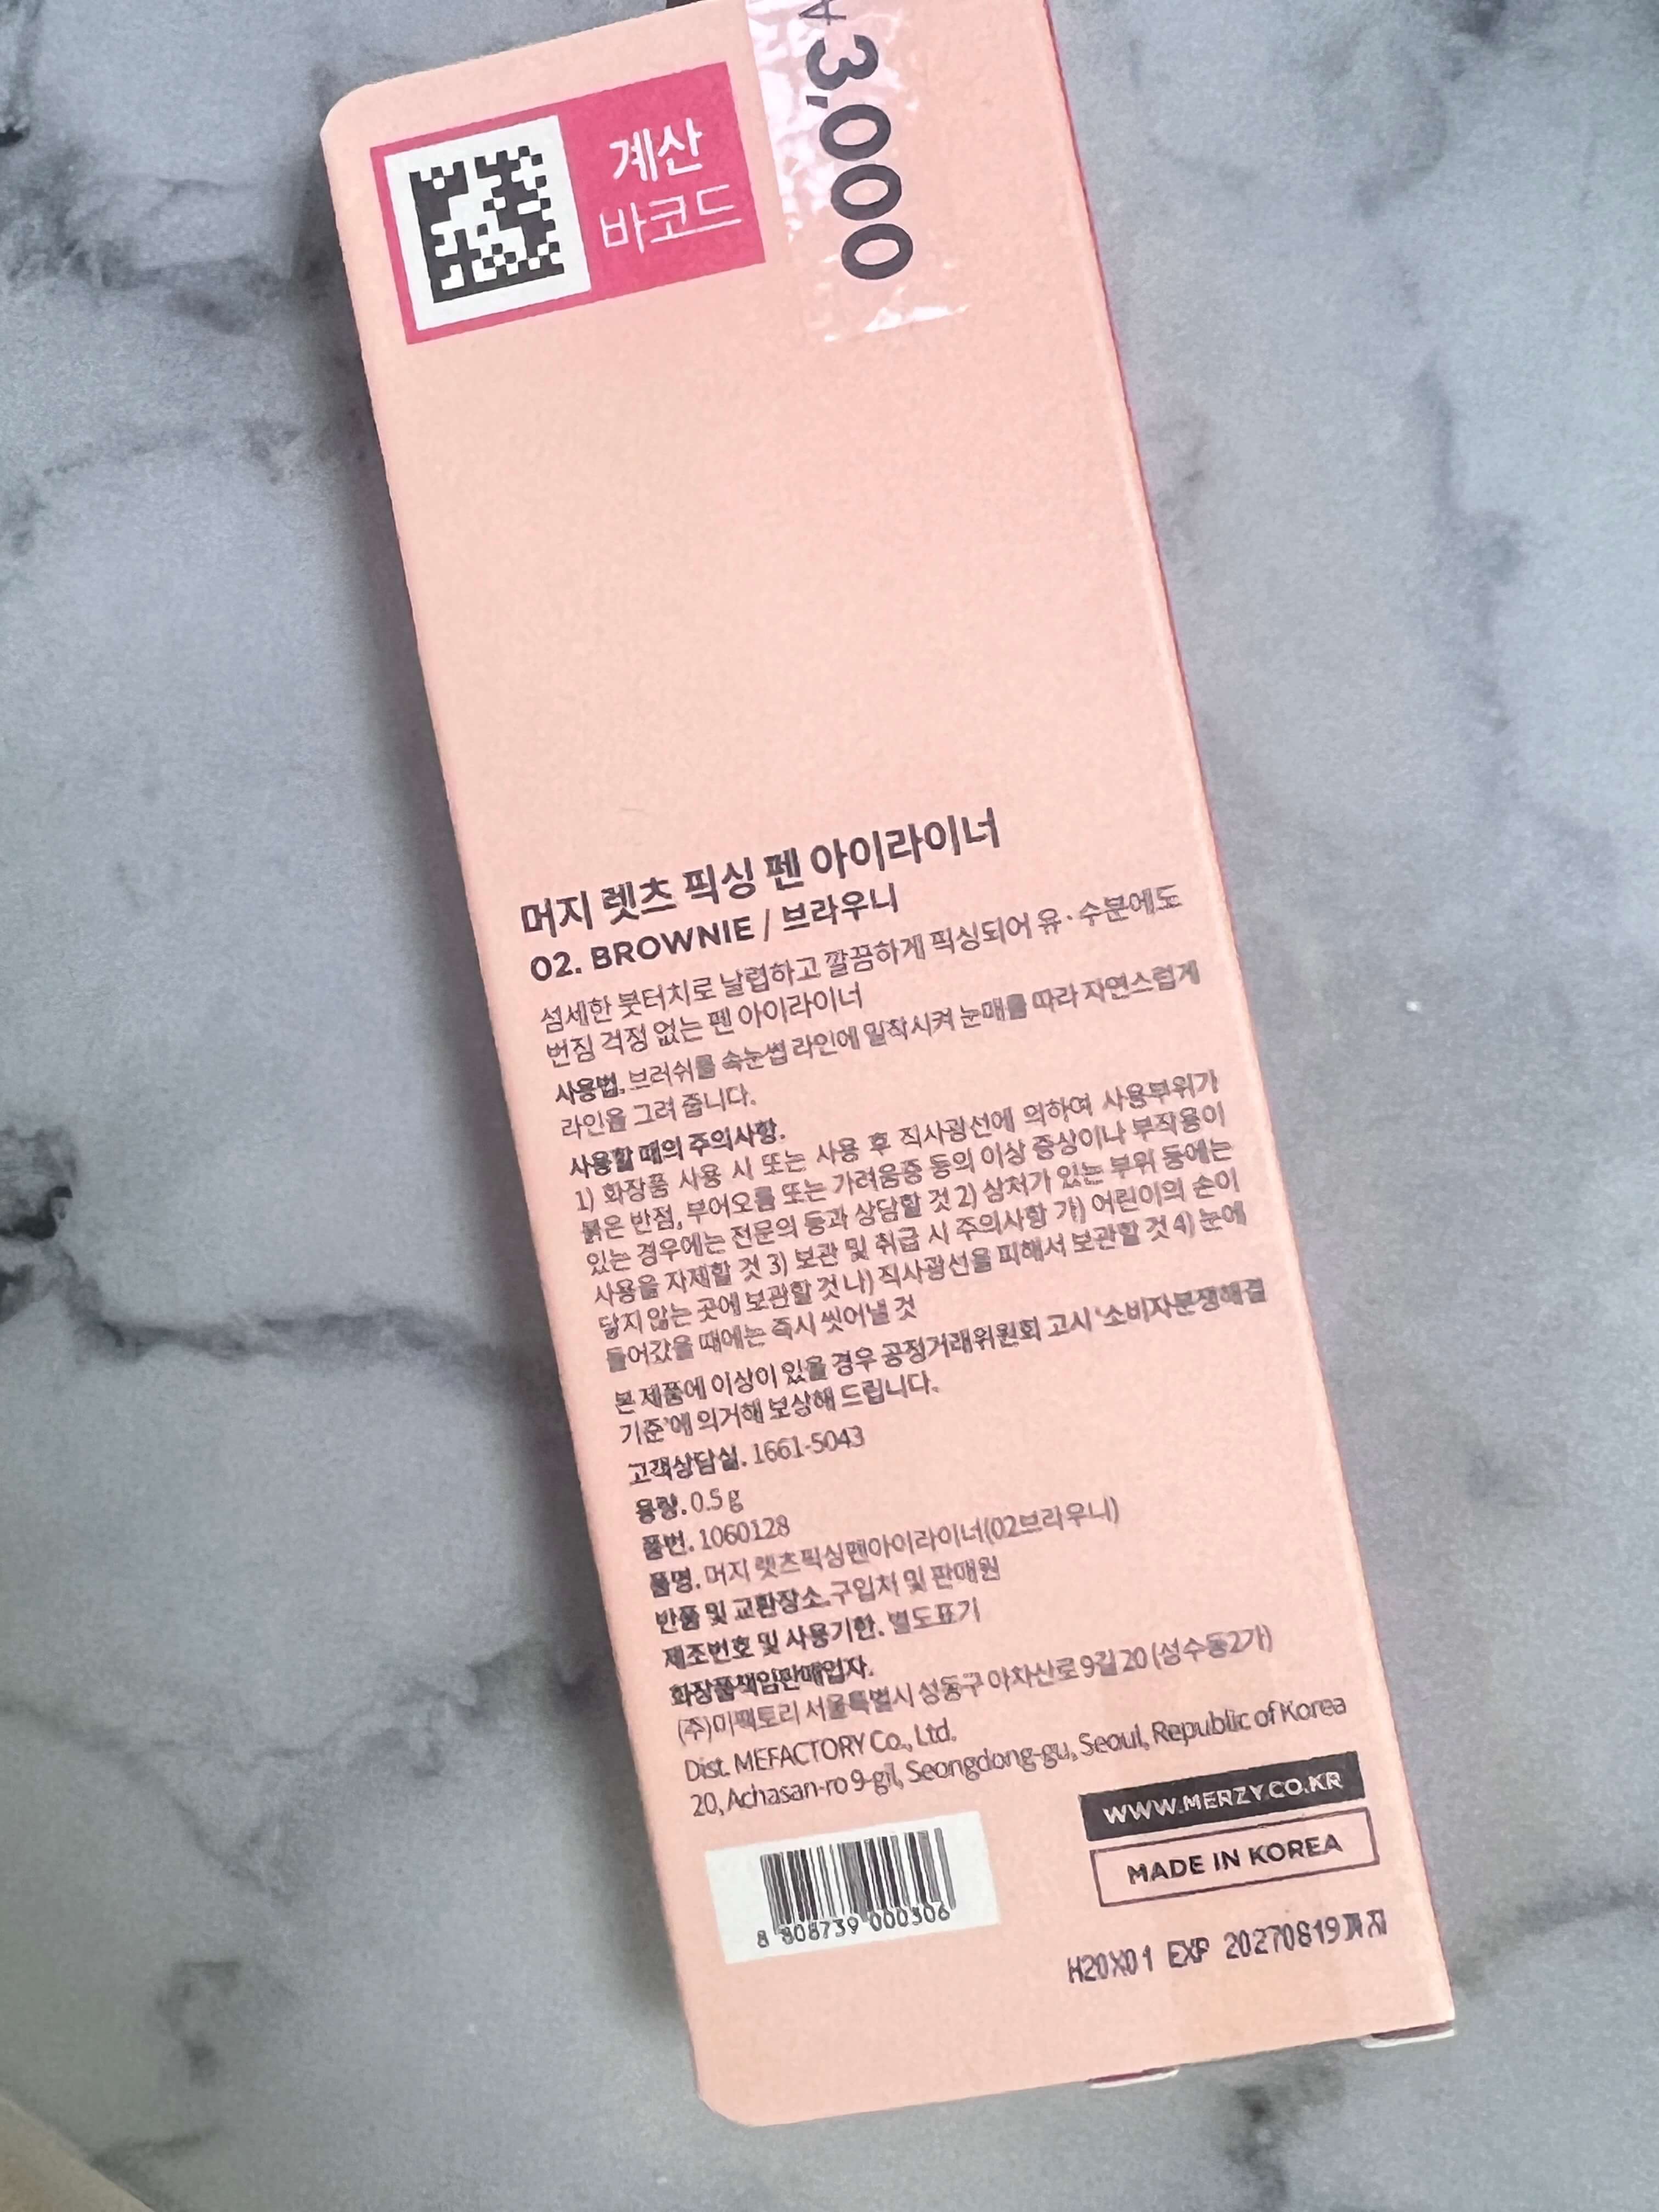 계산
바코드
3,000
머지 렛츠 픽싱 펜 아이라이너
02. BROWNIE / 브라우니
섬세한 붓터치로 날렵하고 깔끔하게 픽싱되어 유·수분에도
번짐 걱정 없는 펜 아이라이너
사용법. 브러쉬를 속눈썹 라인에 밀착시켜 눈매를 따라 자연스럽게
라인을 그려 줍니다.
사용할 때의 주의사항.
1) 화장품 사용 시 또는 사용 후 직사광선에 의하여 사용부위가
붉은 반점, 부어오름 또는 가려움증 등의 이상 증상이나 부작용이
있는 경우에는 전문의 등과 상담할 것 2) 상처가 있는 부위 등에는
사용을 자제할 것 3) 보관 및 취급 시 주의사항 가) 어린이의 손이
닿지 않는 곳에 보관할 것 나) 직사광선을 피해서 보관할 것 4) 눈에
들어갔을 때에는 즉시 씻어낼 것
본 제품에 이상이 있을 경우 공정거래위원회 고시 '소비자분쟁해결
기준'에 의거해 보상해 드립니다.
고객상담실. 1661-5043
용량. 0.5 g
품번. 1060128
품명. 머지 렛츠픽싱펜아이라이너(02브라우니)
반품 및 교환장소. 구입처 및 판매원
제조번호 및 사용기한. 별도표기
화장품책임판매업자.
(주)미팩토리 서울특별시 성동구 아차산로 9길 20 (성수동2가)
Dist. MEFACTORY Co., Ltd.
20, Achasan-ro 9-gil, Seongdong-gu, Seoul, Republic of Korea
WWW.MERZY.CO.KR
MADE IN KOREA
8 808739 000306
H20X01 EXP 20270819까지